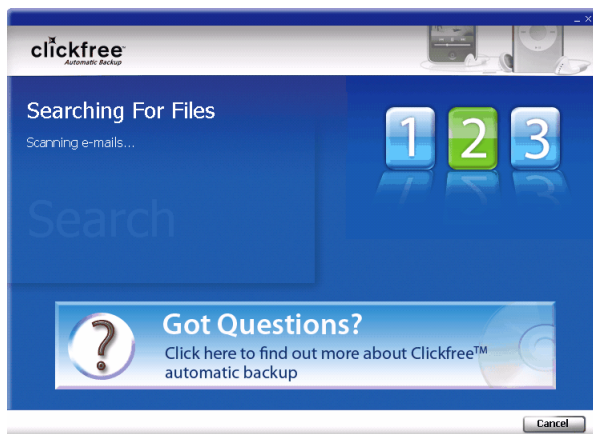 clickfree
Automatic Backup
Searching For Files
Scanning e-mails...
Search
1 2 3
?
Got Questions?
Click here to find out more about Clickfree™
automatic backup
Cancel